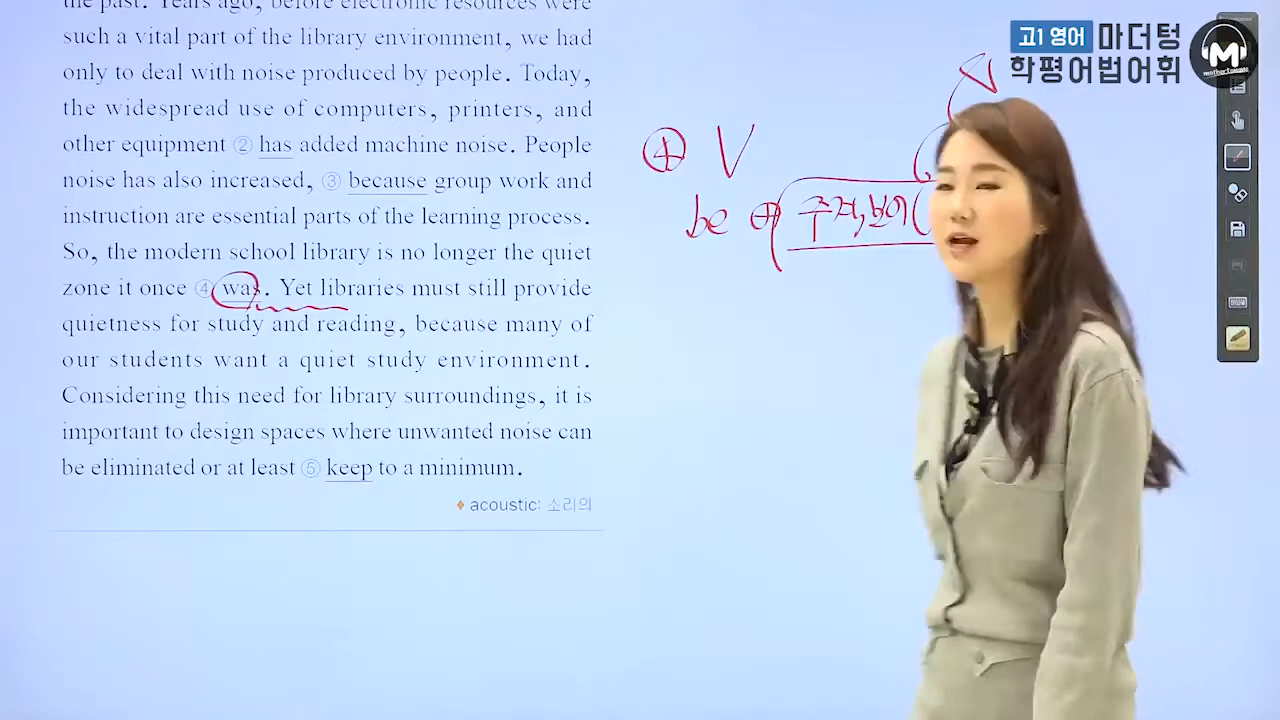 the past. Years ago, before electronic resources were
such a vital part of the library environment, we had
only to deal with noise produced by people. Today,
the widespread use of computers, printers, and
other equipment ② has added machine noise. People
noise has also increased, ③ because group work and
instruction are essential parts of the learning process.
So, the modern school library is no longer the quiet
zone it once ④ was. Yet libraries must still provide
quietness for study and reading, because many of
our students want a quiet study environment.
Considering this need for library surroundings, it is
important to design spaces where unwanted noise can
be eliminated or at least ⑤ keep to a minimum.
♦ acoustic: 소리의
⊕ V
be ⊕ 주격보어(
고1 영어 마더텅
학평어법어휘
M
mothertongue